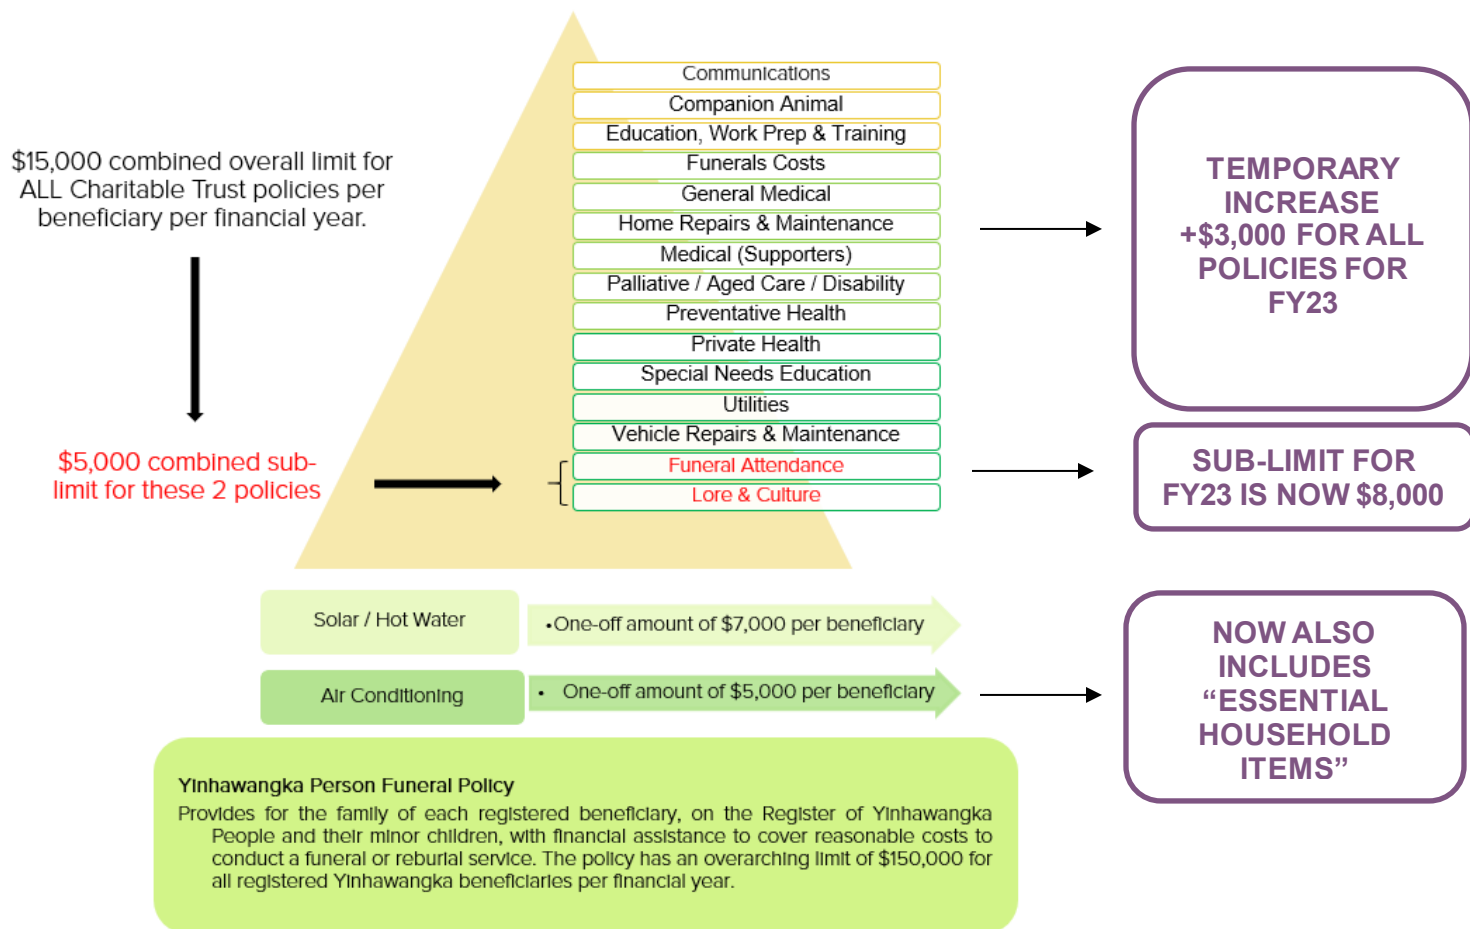 $15,000 combined overall limit for
ALL Charitable Trust policies per
beneficiary per financial year.
$5,000 combined sub-
limit for these 2 policies
Communications
Companion Animal
Education, Work Prep & Training
Funerals Costs
General Medical
Home Repairs & Maintenance
Medical (Supporters)
Palliative / Aged Care / Disability
Preventative Health
Private Health
Special Needs Education
Utilities
Vehicle Repairs & Maintenance
Funeral Attendance
Lore & Culture
TEMPORARY
INCREASE
+$3,000 FOR ALL
POLICIES FOR
FY23
SUB-LIMIT FOR
FY23 IS NOW $8,000
Solar / Hot Water
•One-off amount of $7,000 per beneficiary
Air Conditioning
• One-off amount of $5,000 per beneficiary
NOW ALSO
INCLUDES
“ESSENTIAL
HOUSEHOLD
ITEMS”
Yinhawangka Person Funeral Policy
Provides for the family of each registered beneficiary, on the Register of Yinhawangka
People and their minor children, with financial assistance to cover reasonable costs to
conduct a funeral or reburial service. The policy has an overarching limit of $150,000 for
all registered Yinhawangka beneficiaries per financial year.